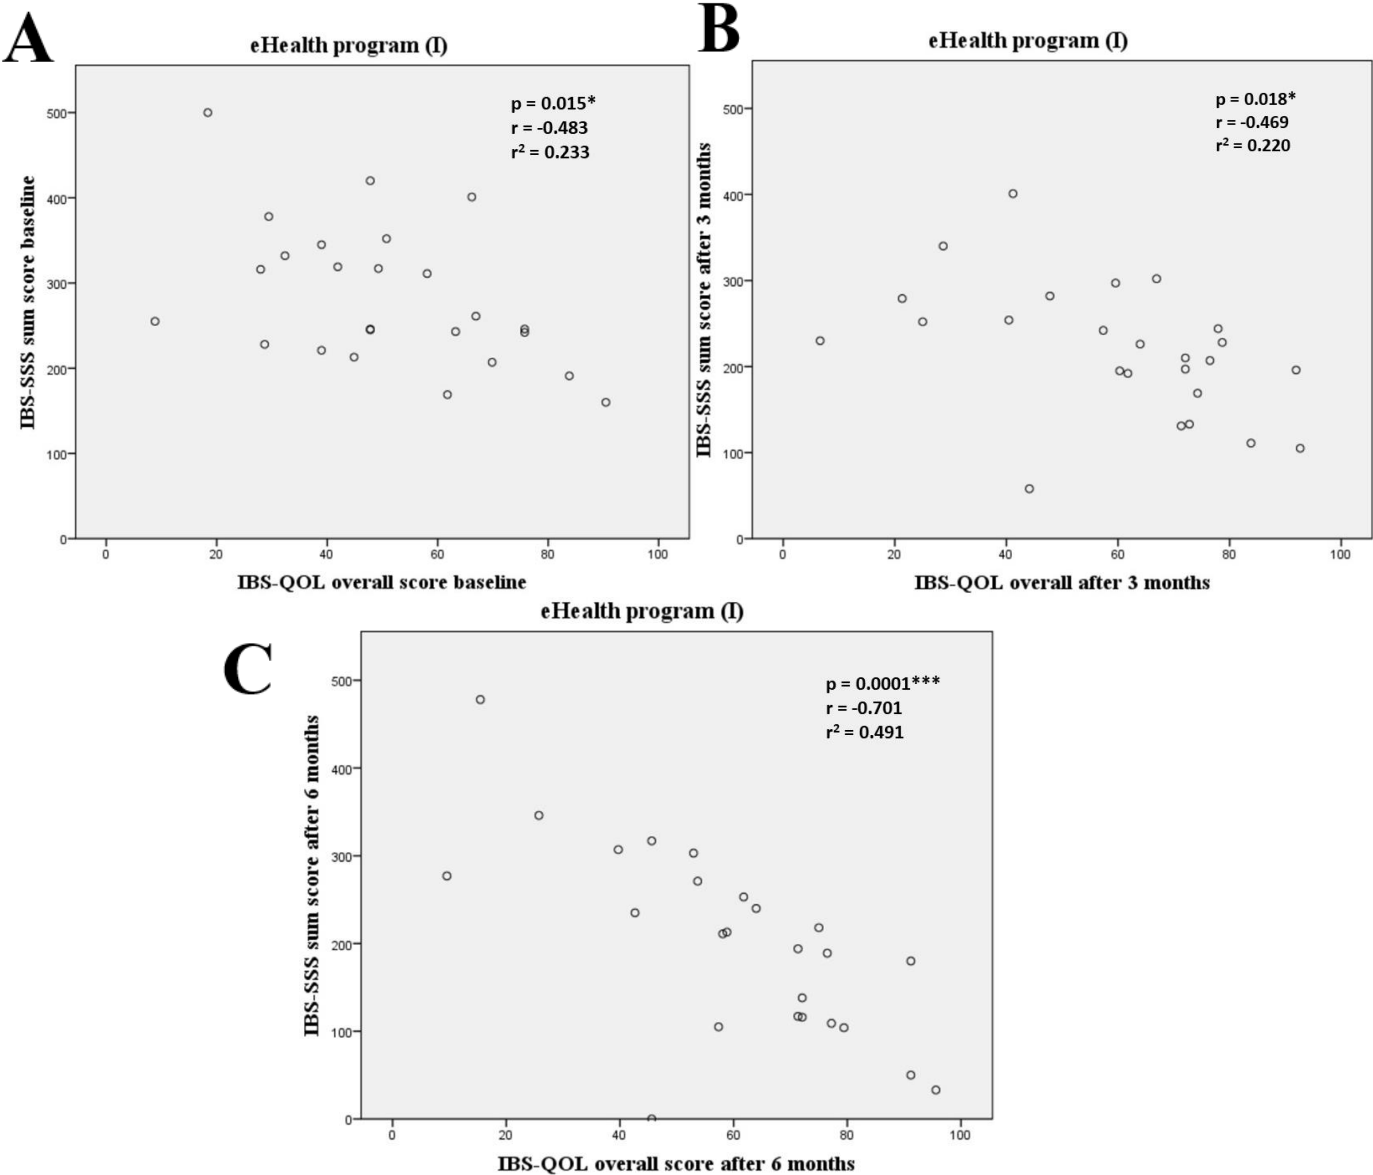 A
eHealth program (I)
p = 0.015*
r = -0.483
r² = 0.233
IBS-SSS sum score baseline
500
400
300
200
100
0
0 20 40 60 80 100
IBS-QOL overall score baseline
B
eHealth program (I)
p = 0.018*
r = -0.469
r² = 0.220
IBS-SSS sum score after 3 months
500
400
300
200
100
0
0 20 40 60 80 100
IBS-QOL overall after 3 months
C
eHealth program (I)
p = 0.0001***
r = -0.701
r² = 0.491
IBS-SSS sum score after 6 months
500
400
300
200
100
0
0 20 40 60 80 100
IBS-QOL overall score after 6 months